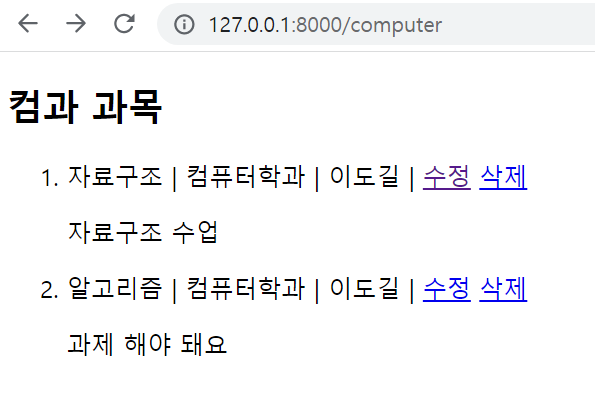 127.0.0.1:8000/computer
컴과 과목
1. 자료구조 | 컴퓨터학과 | 이도길 | 수정 삭제
자료구조 수업
2. 알고리즘 | 컴퓨터학과 | 이도길 | 수정 삭제
과제 해야 돼요